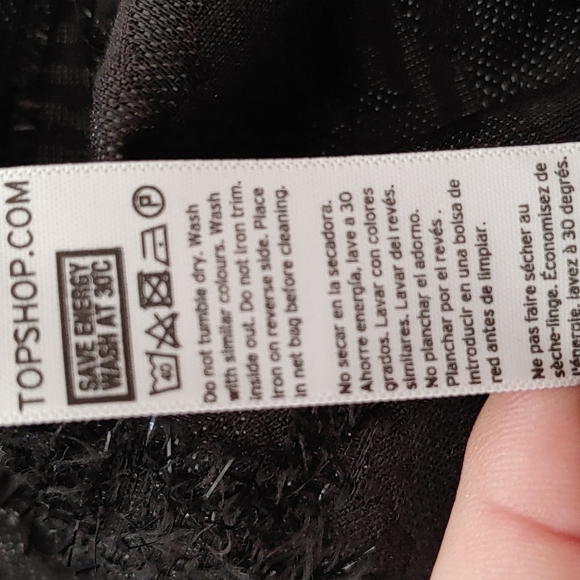 TOPSHOP.COM
SAVE ENERGY
WASH AT 30°C
40 P
Do not tumble dry. Wash
with similar colours. Wash
inside out. Do not iron trim.
Iron on reverse side. Place
in net bag before cleaning.
No secar en la secadora.
Ahorre energía, lave a 30
grados. Lavar con colores
similares. Lavar del revés.
No planchar el adorno.
Planchar por el revés .
Introducir en una bolsa de
red antes de limpiar.
Ne pas faire sécher au
sèche-linge. Économisez de
l'énergie, lavez à 30 degrés.